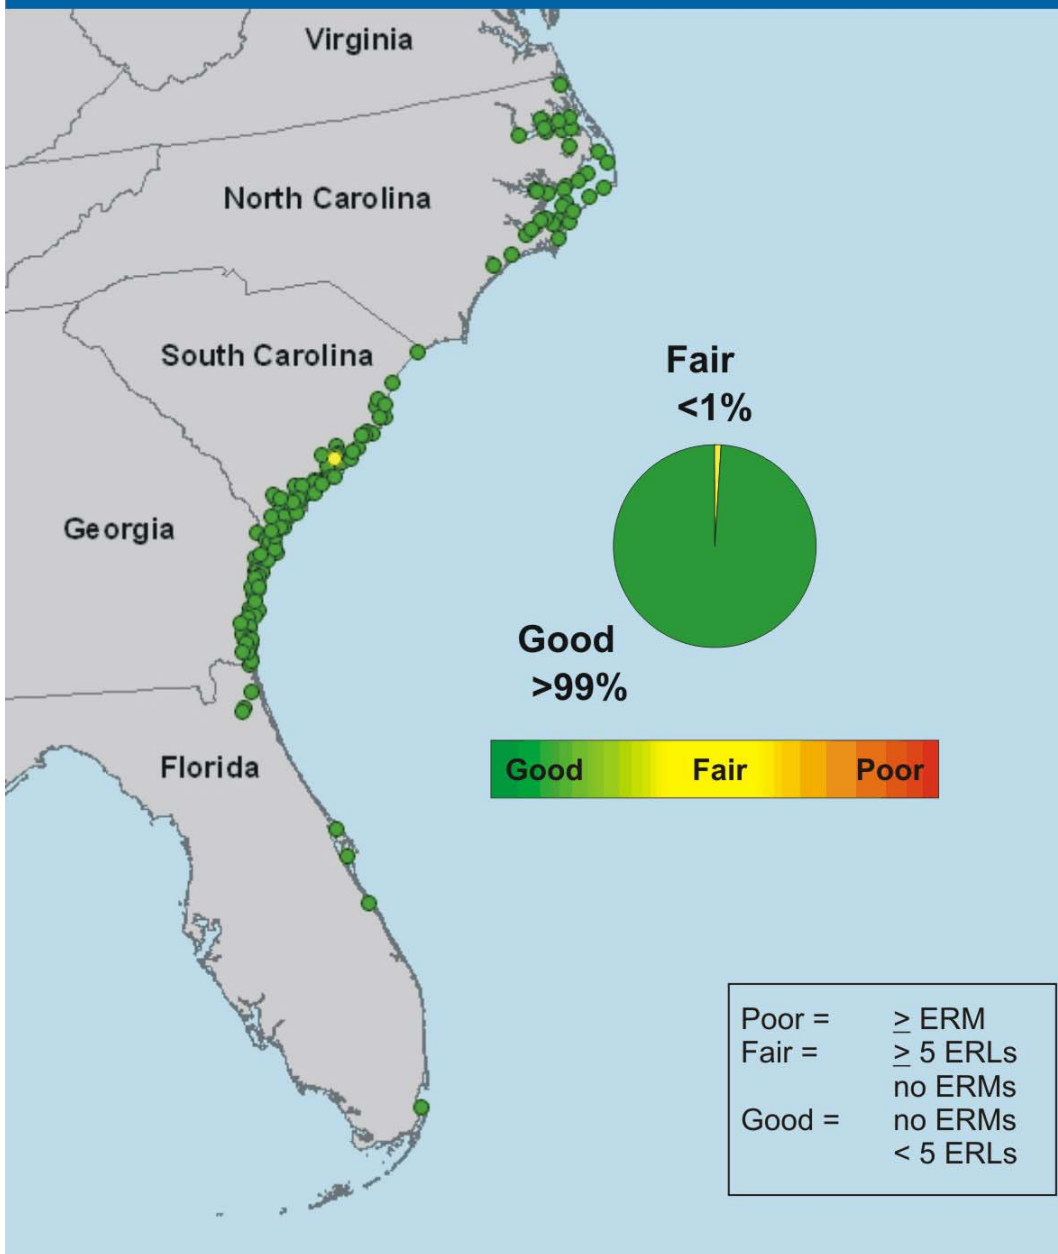 Virginia
North Carolina
South Carolina
Georgia
Florida
Fair
<1%
Good
>99%
Good Fair Poor
Poor = ≥ ERM
Fair = ≥ 5 ERLs
no ERMs
Good = no ERMs
< 5 ERLs